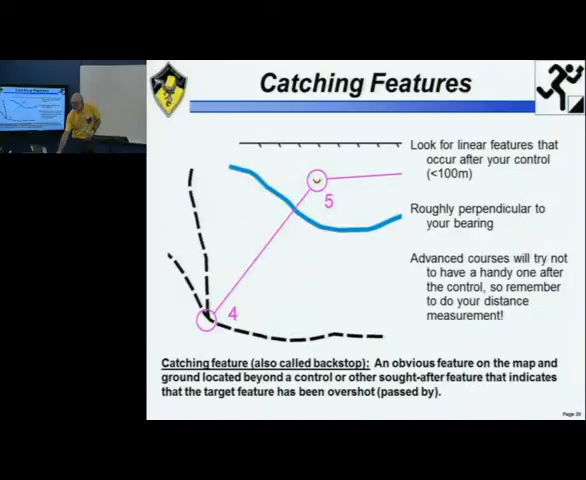 Catching Features
Look for linear features that
occur after your control
(<100m)
5
Roughly perpendicular to
your bearing
Advanced courses will try not
to have a handy one after
the control, so remember
to do your distance
measurement!
4
Catching feature (also called backstop): An obvious feature on the map and
ground located beyond a control or other sought-after feature that indicates
that the target feature has been overshot (passed by).